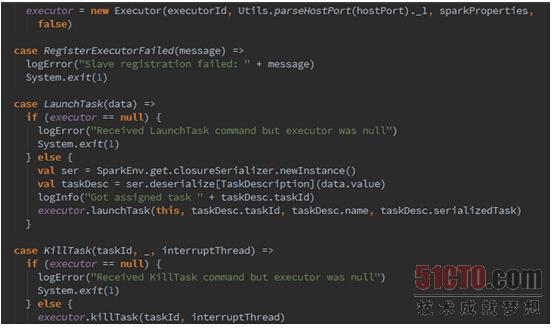 executor = new Executor(executorId, Utils.parseHostPort(hostPort)._1, sparkProperties,
false)
case RegisterExecutorFailed(message) =>
logError("Slave registration failed: " + message)
System.exit(1)
case LaunchTask(data) =>
if (executor == null) {
logError("Received LaunchTask command but executor was null")
System.exit(1)
} else {
val ser = SparkEnv.get.closureSerializer.newInstance()
val taskDesc = ser.deserialize[TaskDescription](data.value)
logInfo("Got assigned task " + taskDesc.taskId)
executor.launchTask(this, taskDesc.taskId, taskDesc.name, taskDesc.serializedTask)
}
case KillTask(taskId, _, interruptThread) =>
if (executor == null) {
logError("Received KillTask command but executor was null")
System.exit(1)
} else {
executor.killTask(taskId, interruptThread)
51CTO.com
技术成就梦想